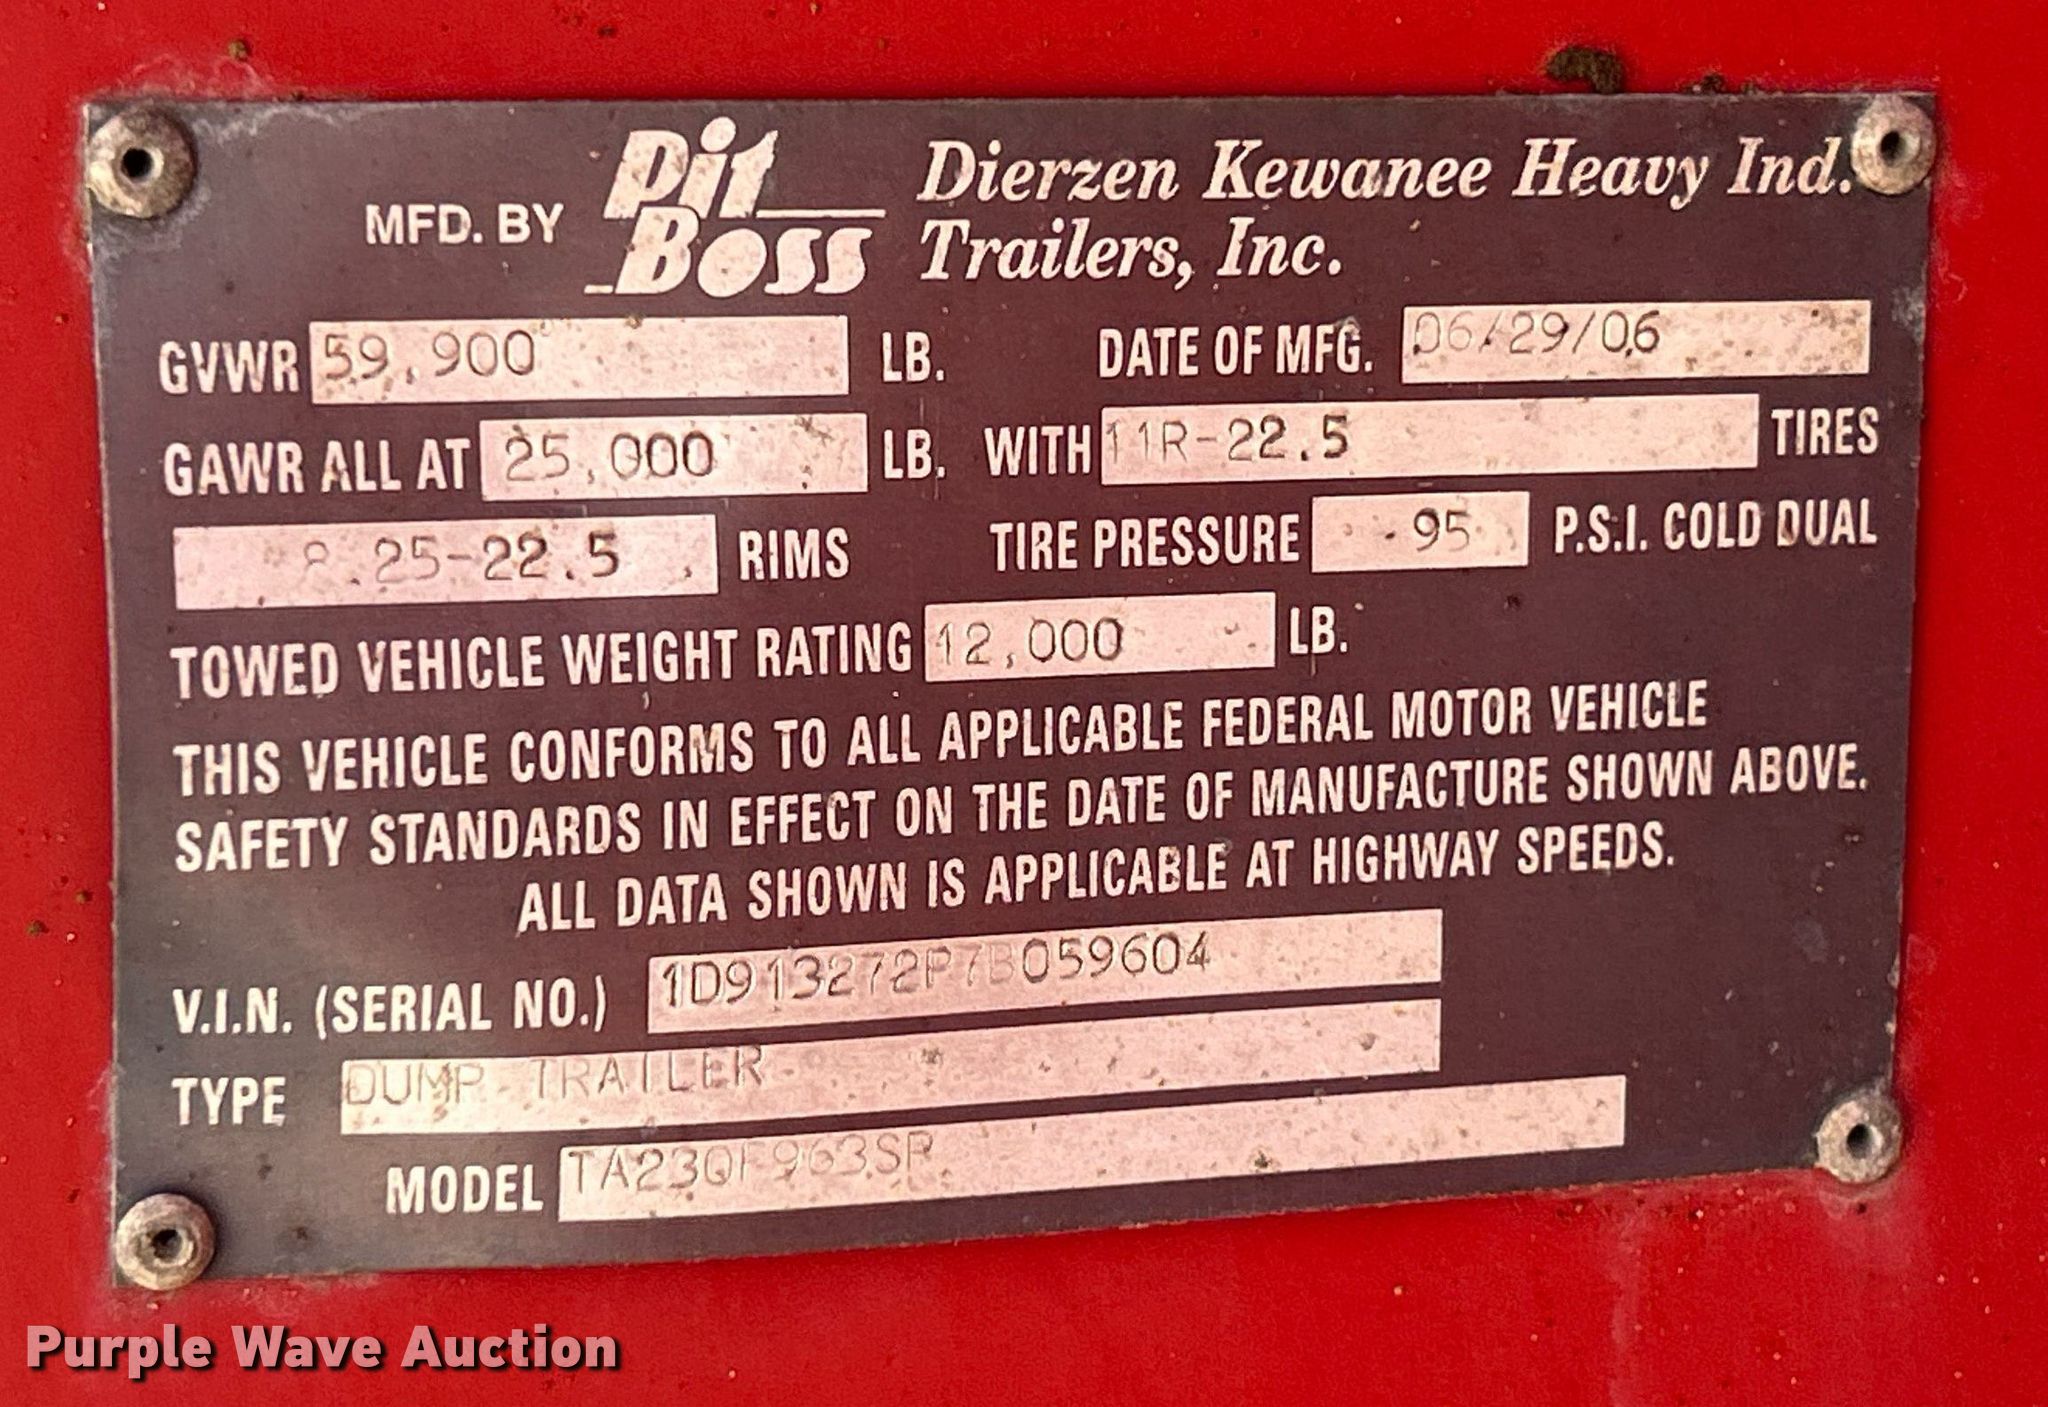 MFD. BY Pit Boss Dierzen Kewanee Heavy Ind.
Trailers, Inc.
GVWR 59,900 LB. DATE OF MFG. 06/29/06
GAWR ALL AT 25,000 LB. WITH 11R-22.5 TIRES
8.25-22.5 RIMS TIRE PRESSURE 95 P.S.I. COLD DUAL
TOWED VEHICLE WEIGHT RATING 12,000 LB.
THIS VEHICLE CONFORMS TO ALL APPLICABLE FEDERAL MOTOR VEHICLE
SAFETY STANDARDS IN EFFECT ON THE DATE OF MANUFACTURE SHOWN ABOVE.
ALL DATA SHOWN IS APPLICABLE AT HIGHWAY SPEEDS.
V.I.N. (SERIAL NO.) 1D913272P7B059604
TYPE DUMP TRAILER
MODEL TA23QF963SP
Purple Wave Auction